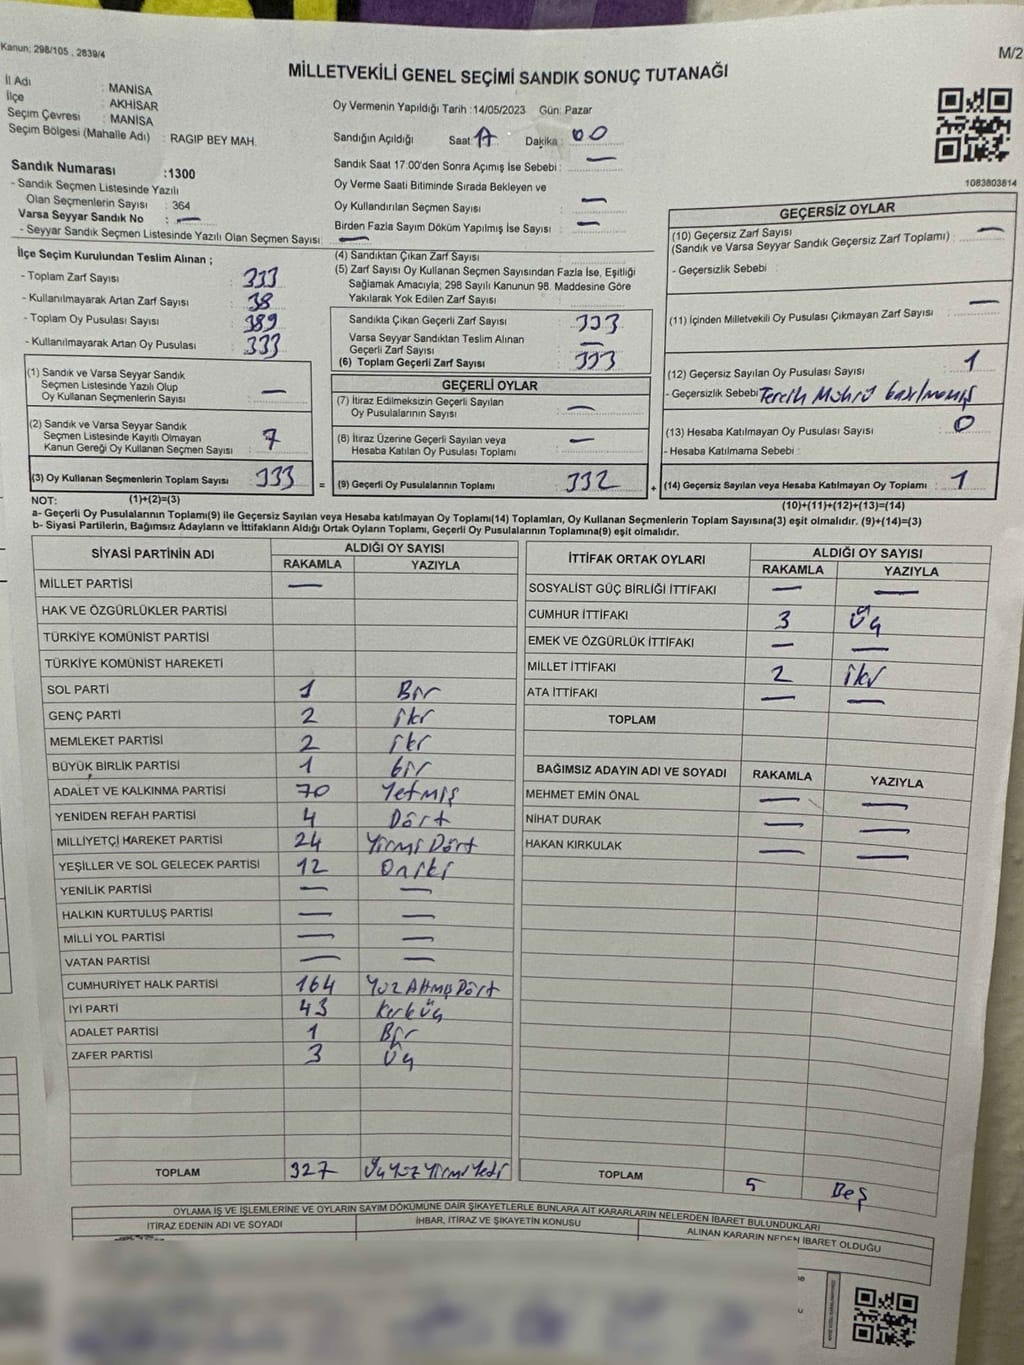 Kanun: 298/105 , 2839/4
M/2
MİLLETVEKİLİ GENEL SEÇİMİ SANDIK SONUÇ TUTANAĞI
İl Adı : MANİSA
İlçe : AKHİSAR
Seçim Çevresi : MANİSA
Seçim Bölgesi (Mahalle Adı) : RAGIP BEY MAH.
Sandık Numarası :1300
- Sandık Seçmen Listesinde Yazılı
Olan Seçmenlerin Sayısı : 364
Varsa Seyyar Sandık No : —
- Seyyar Sandık Seçmen Listesinde Yazılı Olan Seçmen Sayısı: —
İlçe Seçim Kurulundan Teslim Alınan ;
- Toplam Zarf Sayısı : 333
- Kullanılmayarak Artan Zarf Sayısı : 38
- Toplam Oy Pusulası Sayısı : 389
- Kullanılmayarak Artan Oy Pusulası : 333
(1) Sandık ve Varsa Seyyar Sandık
Seçmen Listesinde Yazılı Olup
Oy Kullanan Seçmenlerin Sayısı : —
(2) Sandık ve Varsa Seyyar Sandık
Seçmen Listesinde Kayıtlı Olmayan
Kanun Gereği Oy Kullanan Seçmen Sayısı : 7
(3) Oy Kullanan Seçmenlerin Toplam Sayısı : 333 =
Oy Vermenin Yapıldığı Tarih :14/05/2023 Gün: Pazar
Sandığın Açıldığı Saat: Dakika : 00
Sandık Saat 17:00'den Sonra Açımış İse Sebebi : —
Oy Verme Saati Bitiminde Sırada Bekleyen ve
Oy Kullandırılan Seçmen Sayısı : —
Birden Fazla Sayım Döküm Yapılmış İse Sayısı : —
(4) Sandıktan Çıkan Zarf Sayısı :
(5) Zarf Sayısı Oy Kullanan Seçmen Sayısından Fazla İse, Eşitliği
Sağlamak Amacıyla; 298 Sayılı Kanunun 98. Maddesine Göre
Yakılarak Yok Edilen Zarf Sayısı :
Sandıkta Çıkan Geçerli Zarf Sayısı : 333
Varsa Seyyar Sandıktan Teslim Alınan
Geçerli Zarf Sayısı : —
(6) Toplam Geçerli Zarf Sayısı : 333
GEÇERLİ OYLAR
(7) İtiraz Edilmeksizin Geçerli Sayılan
Oy Pusulalarının Sayısı : —
(8) İtiraz Üzerine Geçerli Sayılan veya
Hesaba Katılan Oy Pusulası Toplamı : —
(9) Geçerli Oy Pusulalarının Toplamı : 332 +
1083803814
GEÇERSİZ OYLAR
(10) Geçersiz Zarf Sayısı
(Sandık ve Varsa Seyyar Sandık Geçersiz Zarf Toplamı) : —
- Geçersizlik Sebebi :
(11) İçinden Milletvekili Oy Pusulası Çıkmayan Zarf Sayısı : —
(12) Geçersiz Sayılan Oy Pusulası Sayısı : 1
- Geçersizlik Sebebi Tercih Mührü basılmamış
(13) Hesaba Katılmayan Oy Pusulası Sayısı : 0
- Hesaba Katılmama Sebebi :
(14) Geçersiz Sayılan veya Hesaba Katılmayan Oy Toplamı : 1
NOT: (1)+(2)=(3)
(10)+(11)+(12)+(13)=(14)
a- Geçerli Oy Pusulalarının Toplamı(9) ile Geçersiz Sayılan veya Hesaba katılmayan Oy Toplamı(14) Toplamları, Oy Kullanan Seçmenlerin Toplam Sayısına(3) eşit olmalıdır. (9)+(14)=(3)
b- Siyasi Partilerin, Bağımsız Adayların ve İttifakların Aldığı Ortak Oyların Toplamı, Geçerli Oy Pusulalarının Toplamına(9) eşit olmalıdır.
SİYASİ PARTİNİN ADI ALDIĞI OY SAYISI
RAKAMLA YAZIYLA
MİLLET PARTİSİ —
HAK VE ÖZGÜRLÜKLER PARTİSİ
TÜRKİYE KOMÜNİST PARTİSİ
TÜRKİYE KOMÜNİST HAREKETİ
SOL PARTİ 1 Bir
GENÇ PARTİ 2 iki
MEMLEKET PARTİSİ 2 iki
BÜYÜK BİRLİK PARTİSİ 1 bir
ADALET VE KALKINMA PARTİSİ 70 Yetmiş
YENİDEN REFAH PARTİSİ 4 Dört
MİLLİYETÇİ HAREKET PARTİSİ 24 Yirmi Dört
YEŞİLLER VE SOL GELECEK PARTİSİ 12 Oniki
YENİLİK PARTİSİ — —
HALKIN KURTULUŞ PARTİSİ — —
MİLLİ YOL PARTİSİ — —
VATAN PARTİSİ — —
CUMHURİYET HALK PARTİSİ 164 Yüz Altmış Dört
İYİ PARTİ 43 Kırk üç
ADALET PARTİSİ 1 Bir
ZAFER PARTİSİ 3 üç
TOPLAM 327 Üç Yüz Yirmi Yedi
İTTİFAK ORTAK OYLARI ALDIĞI OY SAYISI
RAKAMLA YAZIYLA
SOSYALİST GÜÇ BİRLİĞİ İTTİFAKI — —
CUMHUR İTTİFAKI 3 Üç
EMEK VE ÖZGÜRLÜK İTTİFAKI — —
MİLLET İTTİFAKI 2 iki
ATA İTTİFAKI — —
TOPLAM
BAĞIMSIZ ADAYIN ADI VE SOYADI RAKAMLA YAZIYLA
MEHMET EMİN ÖNAL — —
NİHAT DURAK — —
HAKAN KIRKULAK — —
TOPLAM 5 Beş
OYLAMA İŞ VE İŞLEMLERİNE VE OYLARIN SAYIM DÖKÜMÜNE DAİR ŞİKAYETLERLE BUNLARA AİT KARARLARIN NELERDEN İBARET BULUNDUKLARI
İTİRAZ EDENİN ADI VE SOYADI İHBAR, İTİRAZ VE ŞİKAYETİN KONUSU ALINAN KARARIN NEDEN İBARET OLDUĞU